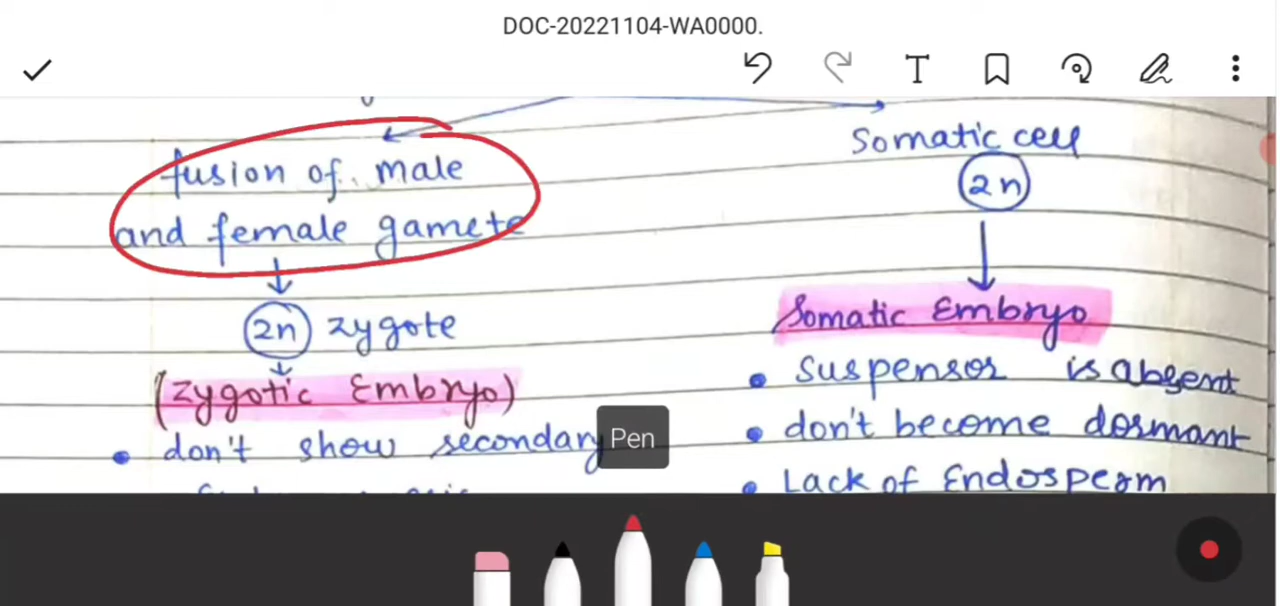 DOC-20221104-WA0000.
T
fusion of male
and female gamete
2n zygote
(Zygotic Embryo)
• don't show secondary
Somatic cell
2n
Somatic Embryo
• Suspensor is absent
• don't become dormant
• Lack of Endosperm
Pen